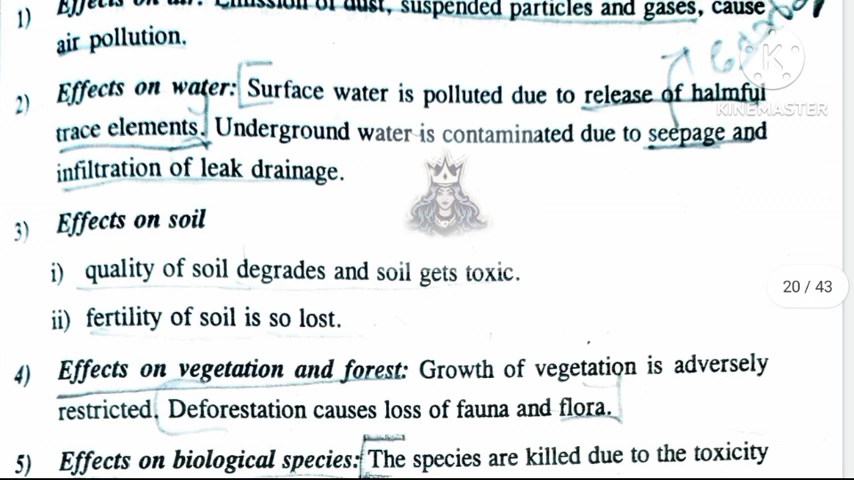 1) Effects on air: Emission of dust, suspended particles and gases, cause
air pollution.
2) Effects on water: Surface water is polluted due to release of halmful
trace elements. Underground water is contaminated due to seepage and
infiltration of leak drainage.
3) Effects on soil
i) quality of soil degrades and soil gets toxic.
ii) fertility of soil is so lost.
4) Effects on vegetation and forest: Growth of vegetation is adversely
restricted. Deforestation causes loss of fauna and flora.
5) Effects on biological species: The species are killed due to the toxicity
K
KINEMASTER
20 / 43